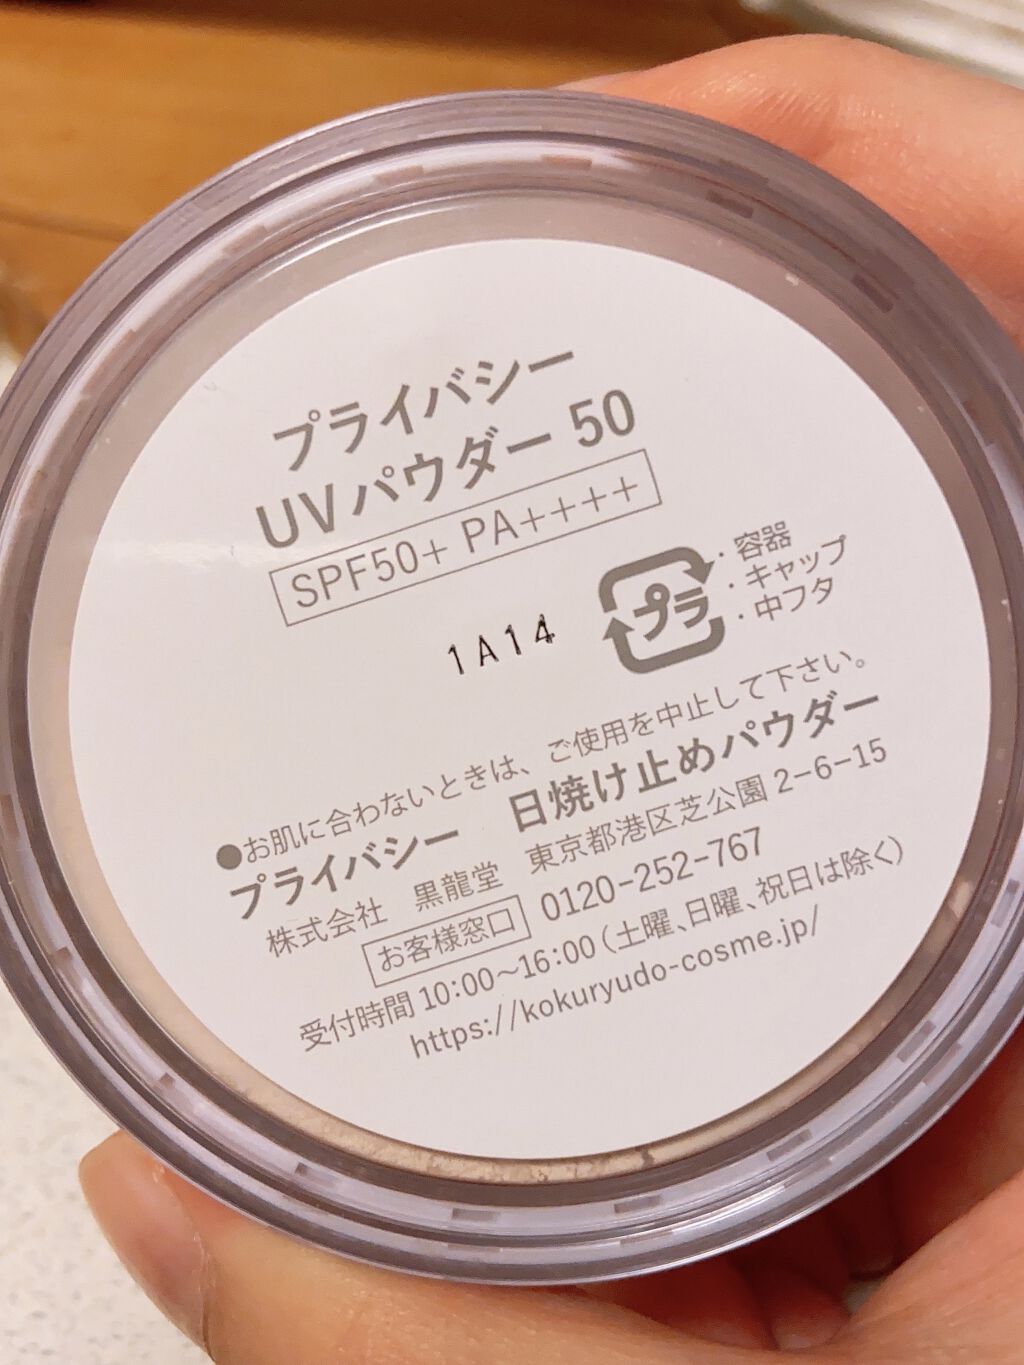 プライバシー
UVパウダー 50
SPF50+ PA++++
プラ
・容器
・キャップ
・中フタ
1A14
●お肌に合わないときは、ご使用を中止して下さい。
プライバシー 日焼け止めパウダー
株式会社 黒龍堂 東京都港区芝公園 2-6-15
お客様窓口 0120-252-767
受付時間 10:00～16:00（土曜、日曜、祝日は除く）
https://kokuryudo-cosme.jp/